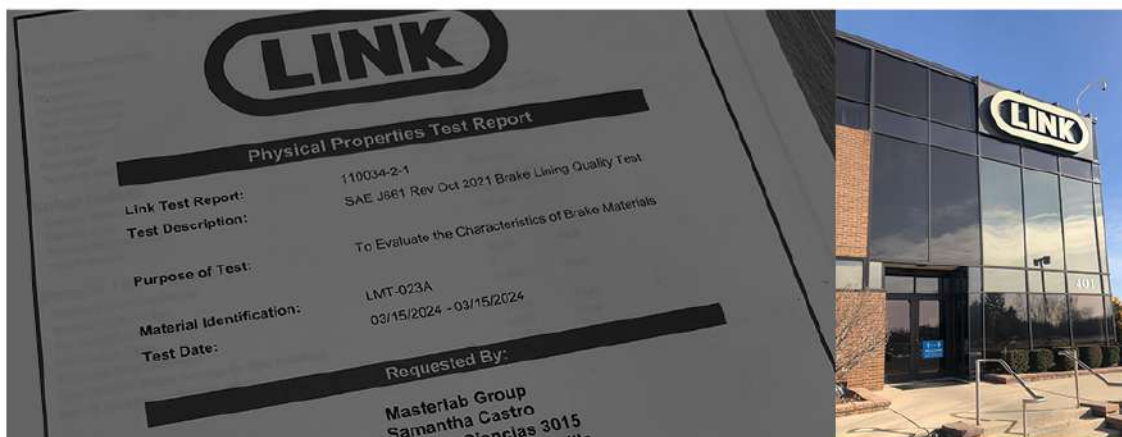 LINK
Physical Properties Test Report
Link Test Report: 110034-2-1
Test Description: SAE J661 Rev Oct 2021 Brake Lining Quality Test
Purpose of Test: To Evaluate the Characteristics of Brake Materials
Material Identification: LMT-023A
Test Date: 03/15/2024 - 03/15/2024
Requested By:
Masterlab Group
Samantha Castro
Ciencias 3015
LINK
401